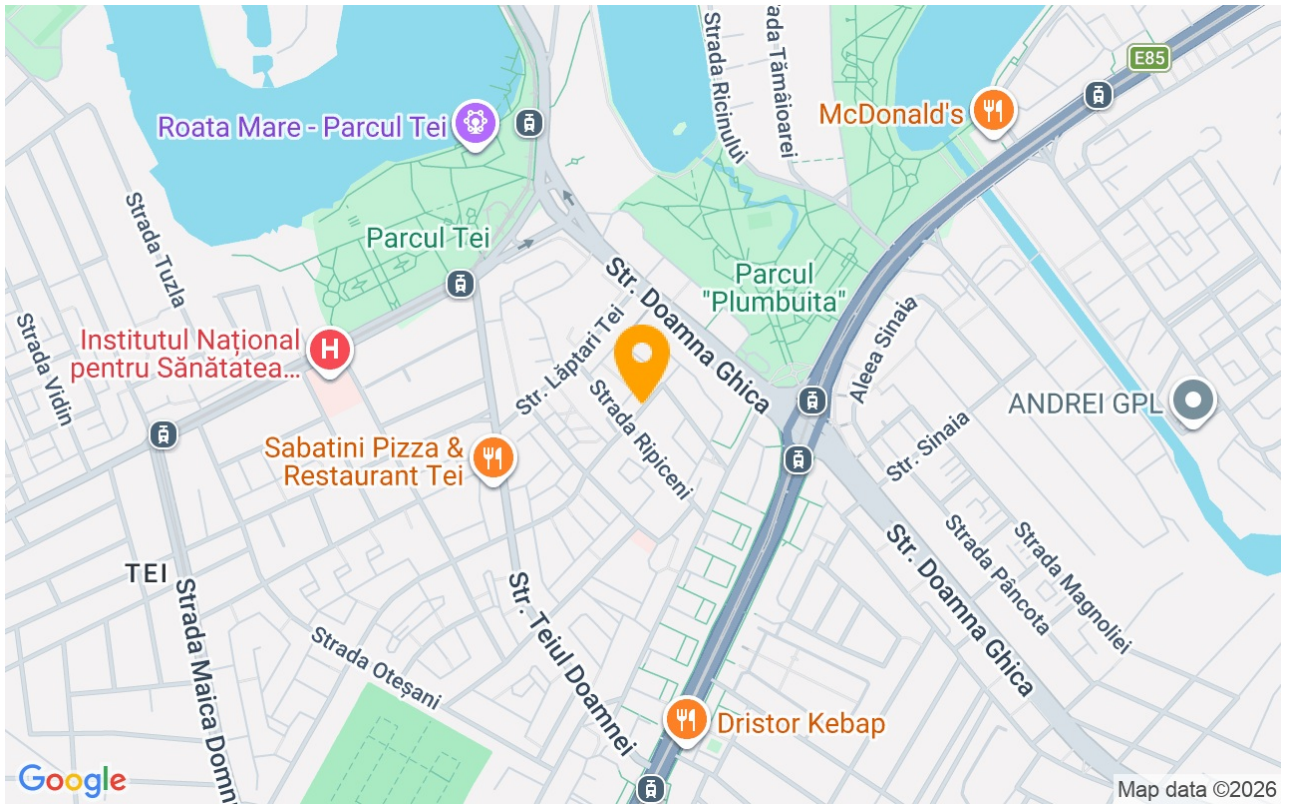 Strada Ricinului
ada Tămâioarei
E85
McDonald's
Roata Mare - Parcul Tei
Strada Tuzla
Parcul Tei
Str. Doamna Ghica
Parcul
"Plumbuita"
Aleea Sinaia
Strada Vidin
Institutul Național
pentru Sănătatea...
H
Str. Lăptari Tei
Strada Ripiceni
ANDREI GPL
Sabatini Pizza &
Restaurant Tei
Str. Sinaia
Strada Pâncota
Strada Magnoliei
Str. Doamna Ghica
TEI
Strada Maica Domnu
Str. Teiul Doamnei
Strada Oteșani
Dristor Kebap
Google
Map data ©2026